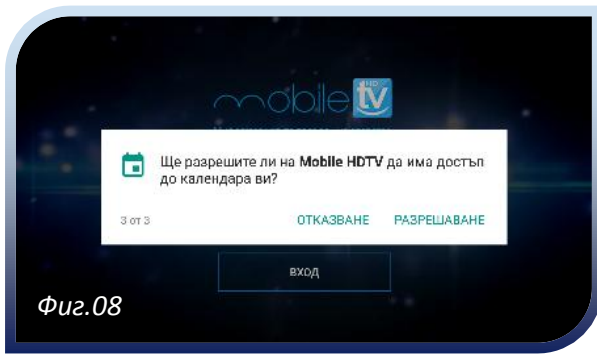 mobile HD tv
Ще разрешите ли на Mobile HDTV да има достъп
до календара ви?
3 от 3
ОТКАЗВАНЕ РАЗРЕШАВАНЕ
вход
Фиг.08